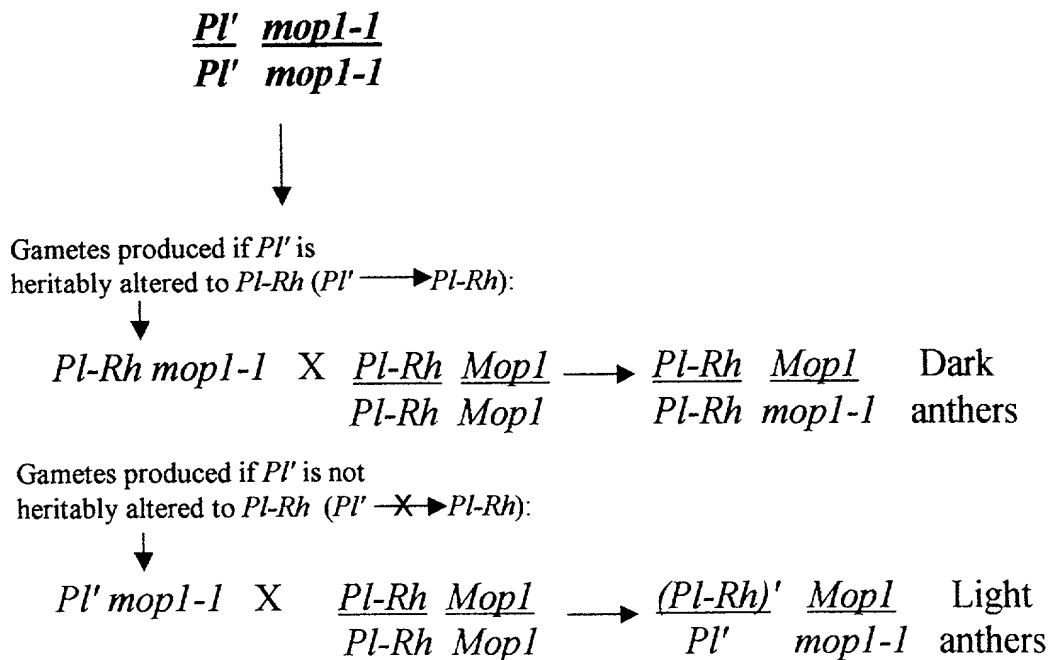 Pl' mop1-1
Pl' mop1-1
Gametes produced if Pl' is
heritably altered to Pl-Rh (Pl' → Pl-Rh):
Pl-Rh mop1-1 X Pl-Rh Mop1 → Pl-Rh Mop1 Dark
Pl-Rh Mop1 Pl-Rh mop1-1 anthers
Gametes produced if Pl' is not
heritably altered to Pl-Rh (Pl' -X→ Pl-Rh):
Pl' mop1-1 X Pl-Rh Mop1 → (Pl-Rh)' Mop1 Light
Pl-Rh Mop1 Pl' mop1-1 anthers